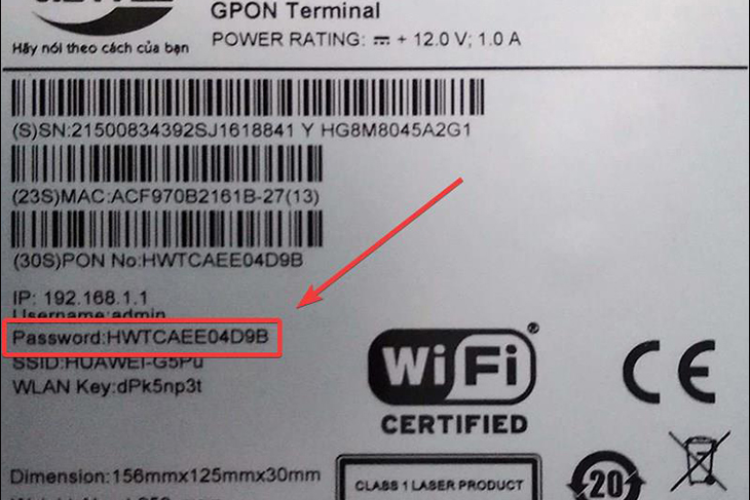 GPON Terminal
Hãy nói theo cách của bạn
POWER RATING: ⎓ + 12.0 V; 1.0 A
(S)SN:21500834392SJ1618841 Y HG8M8045A2G1
(23S)MAC:ACF970B2161B-27(13)
(30S)PON No:HWTCAEE04D9B
IP: 192.168.1.1
Username:admin
Password:HWTCAEE04D9B
SSID:HUAWEI-G5Pu
WLAN Key:dPk5np3t
Wi Fi
®
CERTIFIED
CE
Dimension:156mmx125mmx30mm
CLASS 1 LASER PRODUCT
20